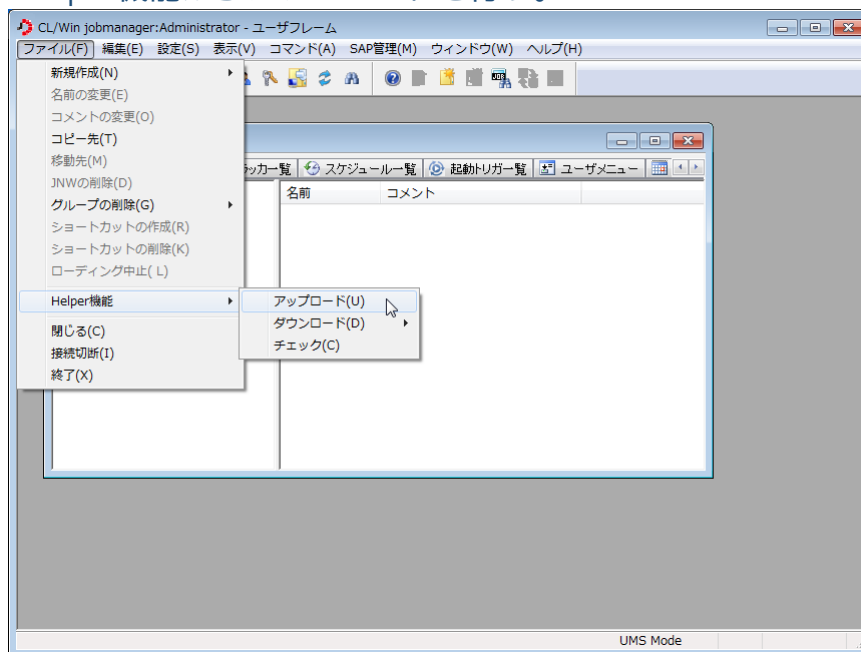 CL/Win jobmanager:Administrator - ユーザフレーム
ファイル(F) 編集(E) 設定(S) 表示(V) コマンド(A) SAP管理(M) ウィンドウ(W) ヘルプ(H)
新規作成(N)
名前の変更(E)
コメントの変更(O)
コピー先(T)
移動先(M)
JNWの削除(D)
グループの削除(G)
ショートカットの作成(R)
ショートカットの削除(K)
ローディング中止( L)
Helper機能
閉じる(C)
接続切断(I)
終了(X)
アップロード(U)
ダウンロード(D)
チェック(C)
ラッカ一覧 スケジュール一覧 起動トリガ一覧 ユーザメニュー
名前 コメント
UMS Mode